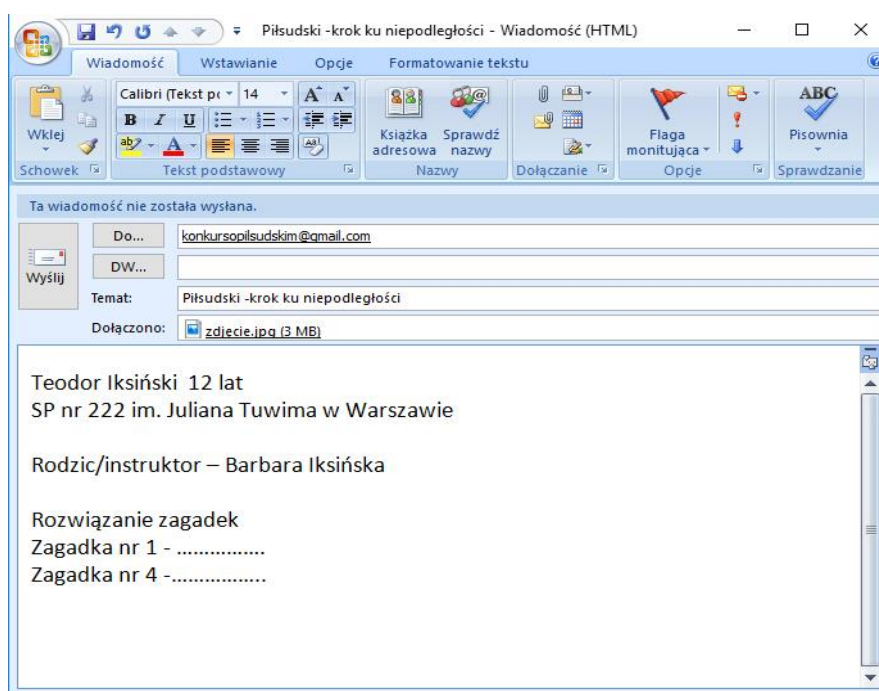 Piłsudski -krok ku niepodległości - Wiadomość (HTML)
Wiadomość Wstawianie Opcje Formatowanie tekstu
Wklej
Schowek
Calibri (Tekst po 14
B I U
ab
A
Tekst podstawowy
Książka adresowa
Sprawdź nazwy
Nazwy
Dołączanie
Flaga monitująca
Opcje
ABC
Pisownia
Sprawdzanie
Ta wiadomość nie została wysłana.
Wyślij
Do... konkursopilsudskim@gmail.com
DW...
Temat: Piłsudski -krok ku niepodległości
Dołączono: zdjecie.jpg (3 MB)
Teodor Iksiński 12 lat
SP nr 222 im. Juliana Tuwima w Warszawie
Rodzic/instruktor – Barbara Iksińska
Rozwiązanie zagadek
Zagadka nr 1 - …………….
Zagadka nr 4 -……………..